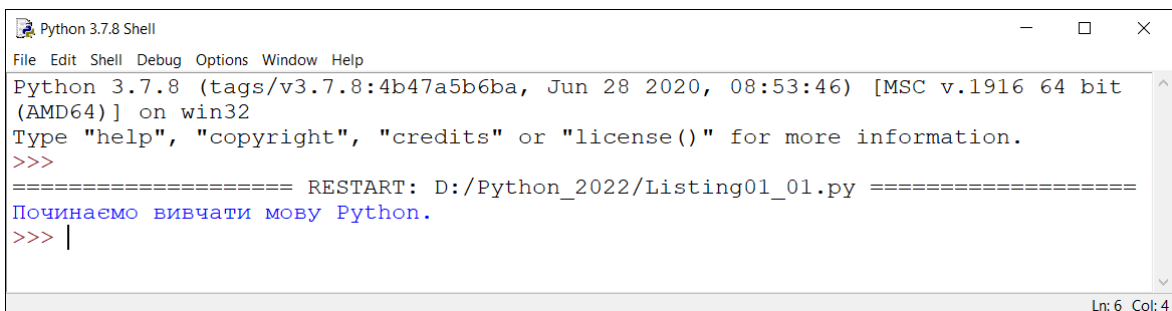 Python 3.7.8 Shell
File Edit Shell Debug Options Window Help
Python 3.7.8 (tags/v3.7.8:4b47a5b6ba, Jun 28 2020, 08:53:46) [MSC v.1916 64 bit
(AMD64)] on win32
Type "help", "copyright", "credits" or "license()" for more information.
>>>
==================== RESTART: D:/Python_2022/Listing01_01.py ===================
Починаємо вивчати мову Python.
>>>
Ln: 6 Col: 4